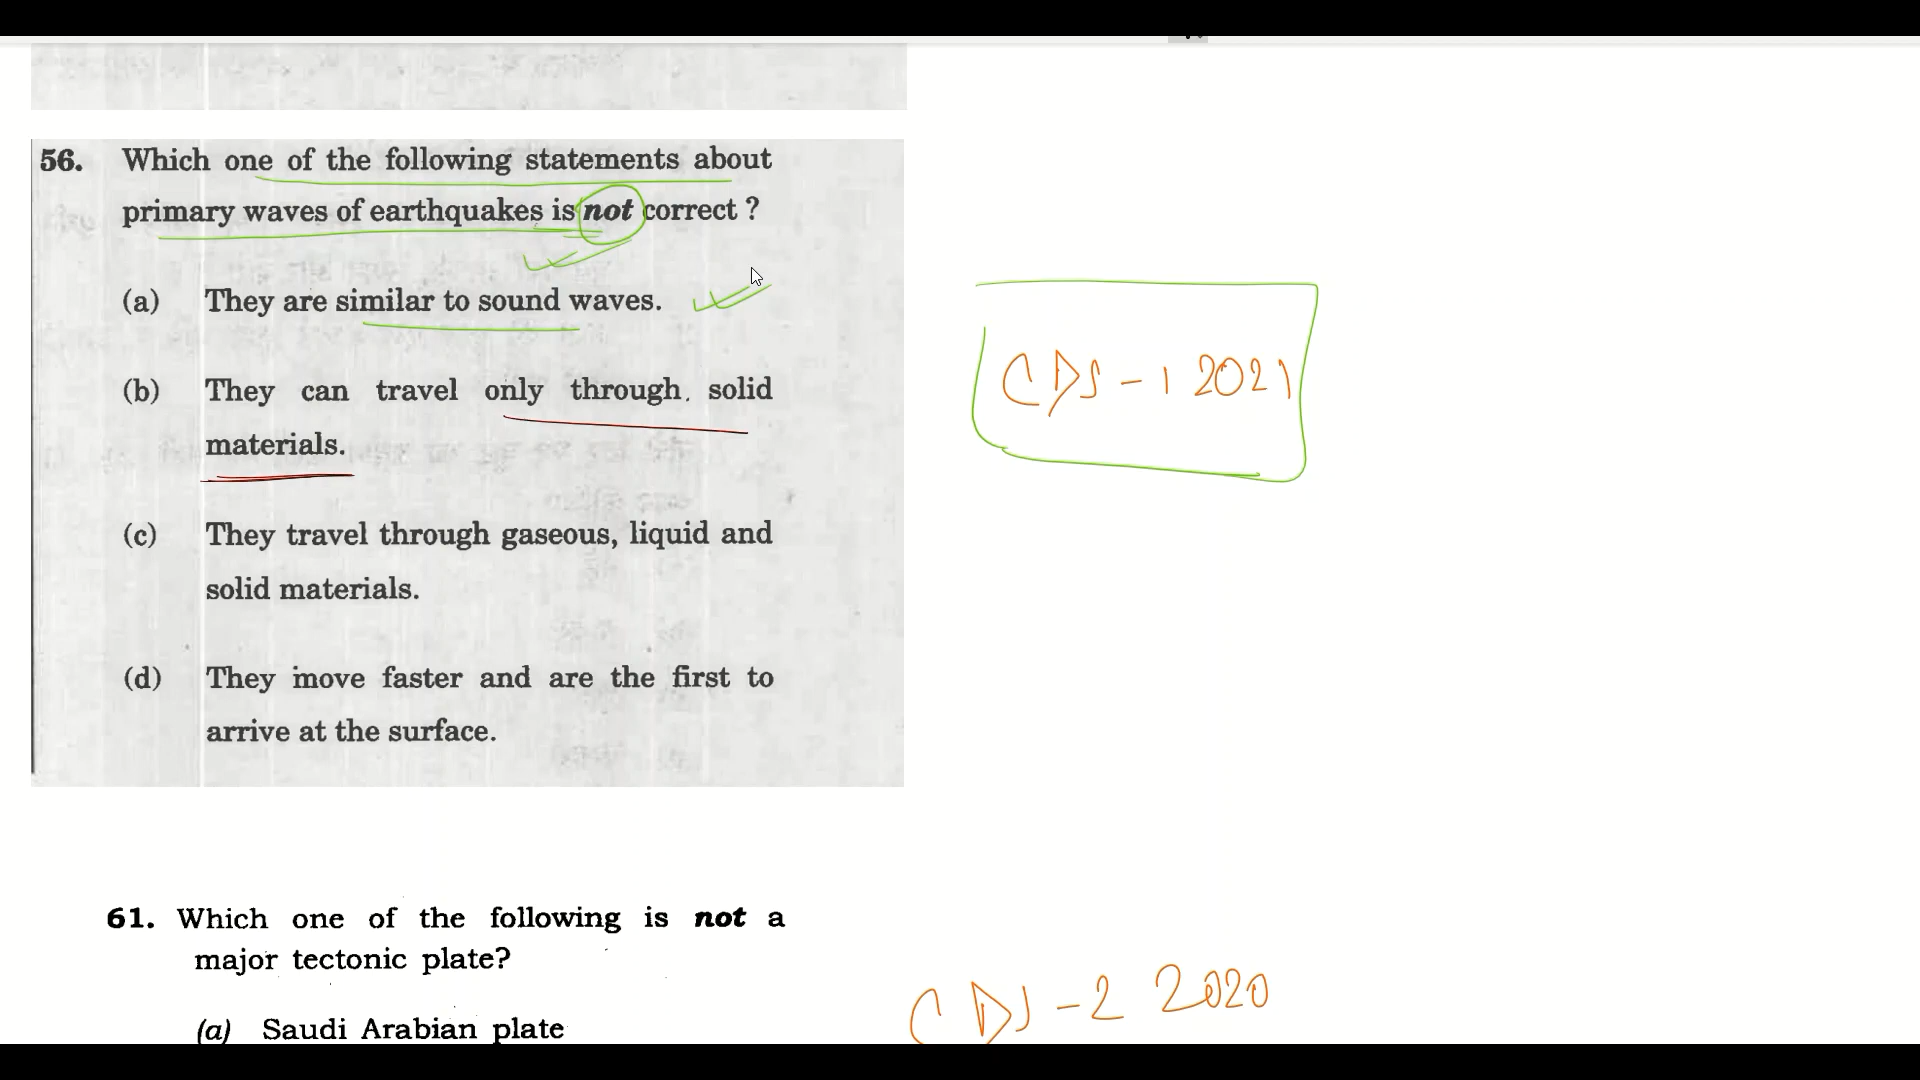 56. Which one of the following statements about
primary waves of earthquakes is not correct ?
(a) They are similar to sound waves.
(b) They can travel only through solid
materials.
(c) They travel through gaseous, liquid and
solid materials.
(d) They move faster and are the first to
arrive at the surface.
CDS - 1 2021
61. Which one of the following is not a
major tectonic plate?
(a) Saudi Arabian plate
CDS - 2 2020